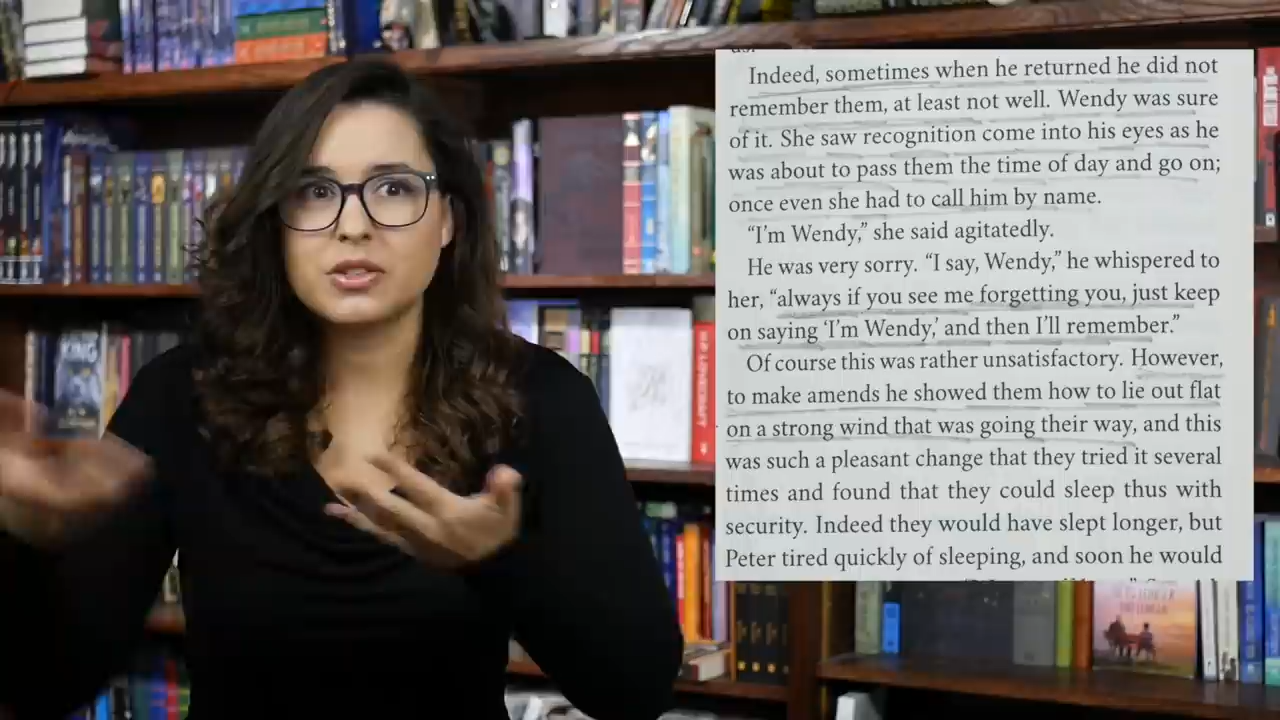 us.
Indeed, sometimes when he returned he did not
remember them, at least not well. Wendy was sure
of it. She saw recognition come into his eyes as he
was about to pass them the time of day and go on;
once even she had to call him by name.
“I’m Wendy,” she said agitatedly.
He was very sorry. “I say, Wendy,” he whispered to
her, “always if you see me forgetting you, just keep
on saying ‘I’m Wendy,’ and then I’ll remember.”
Of course this was rather unsatisfactory. However,
to make amends he showed them how to lie out flat
on a strong wind that was going their way, and this
was such a pleasant change that they tried it several
times and found that they could sleep thus with
security. Indeed they would have slept longer, but
Peter tired quickly of sleeping, and soon he would
KING